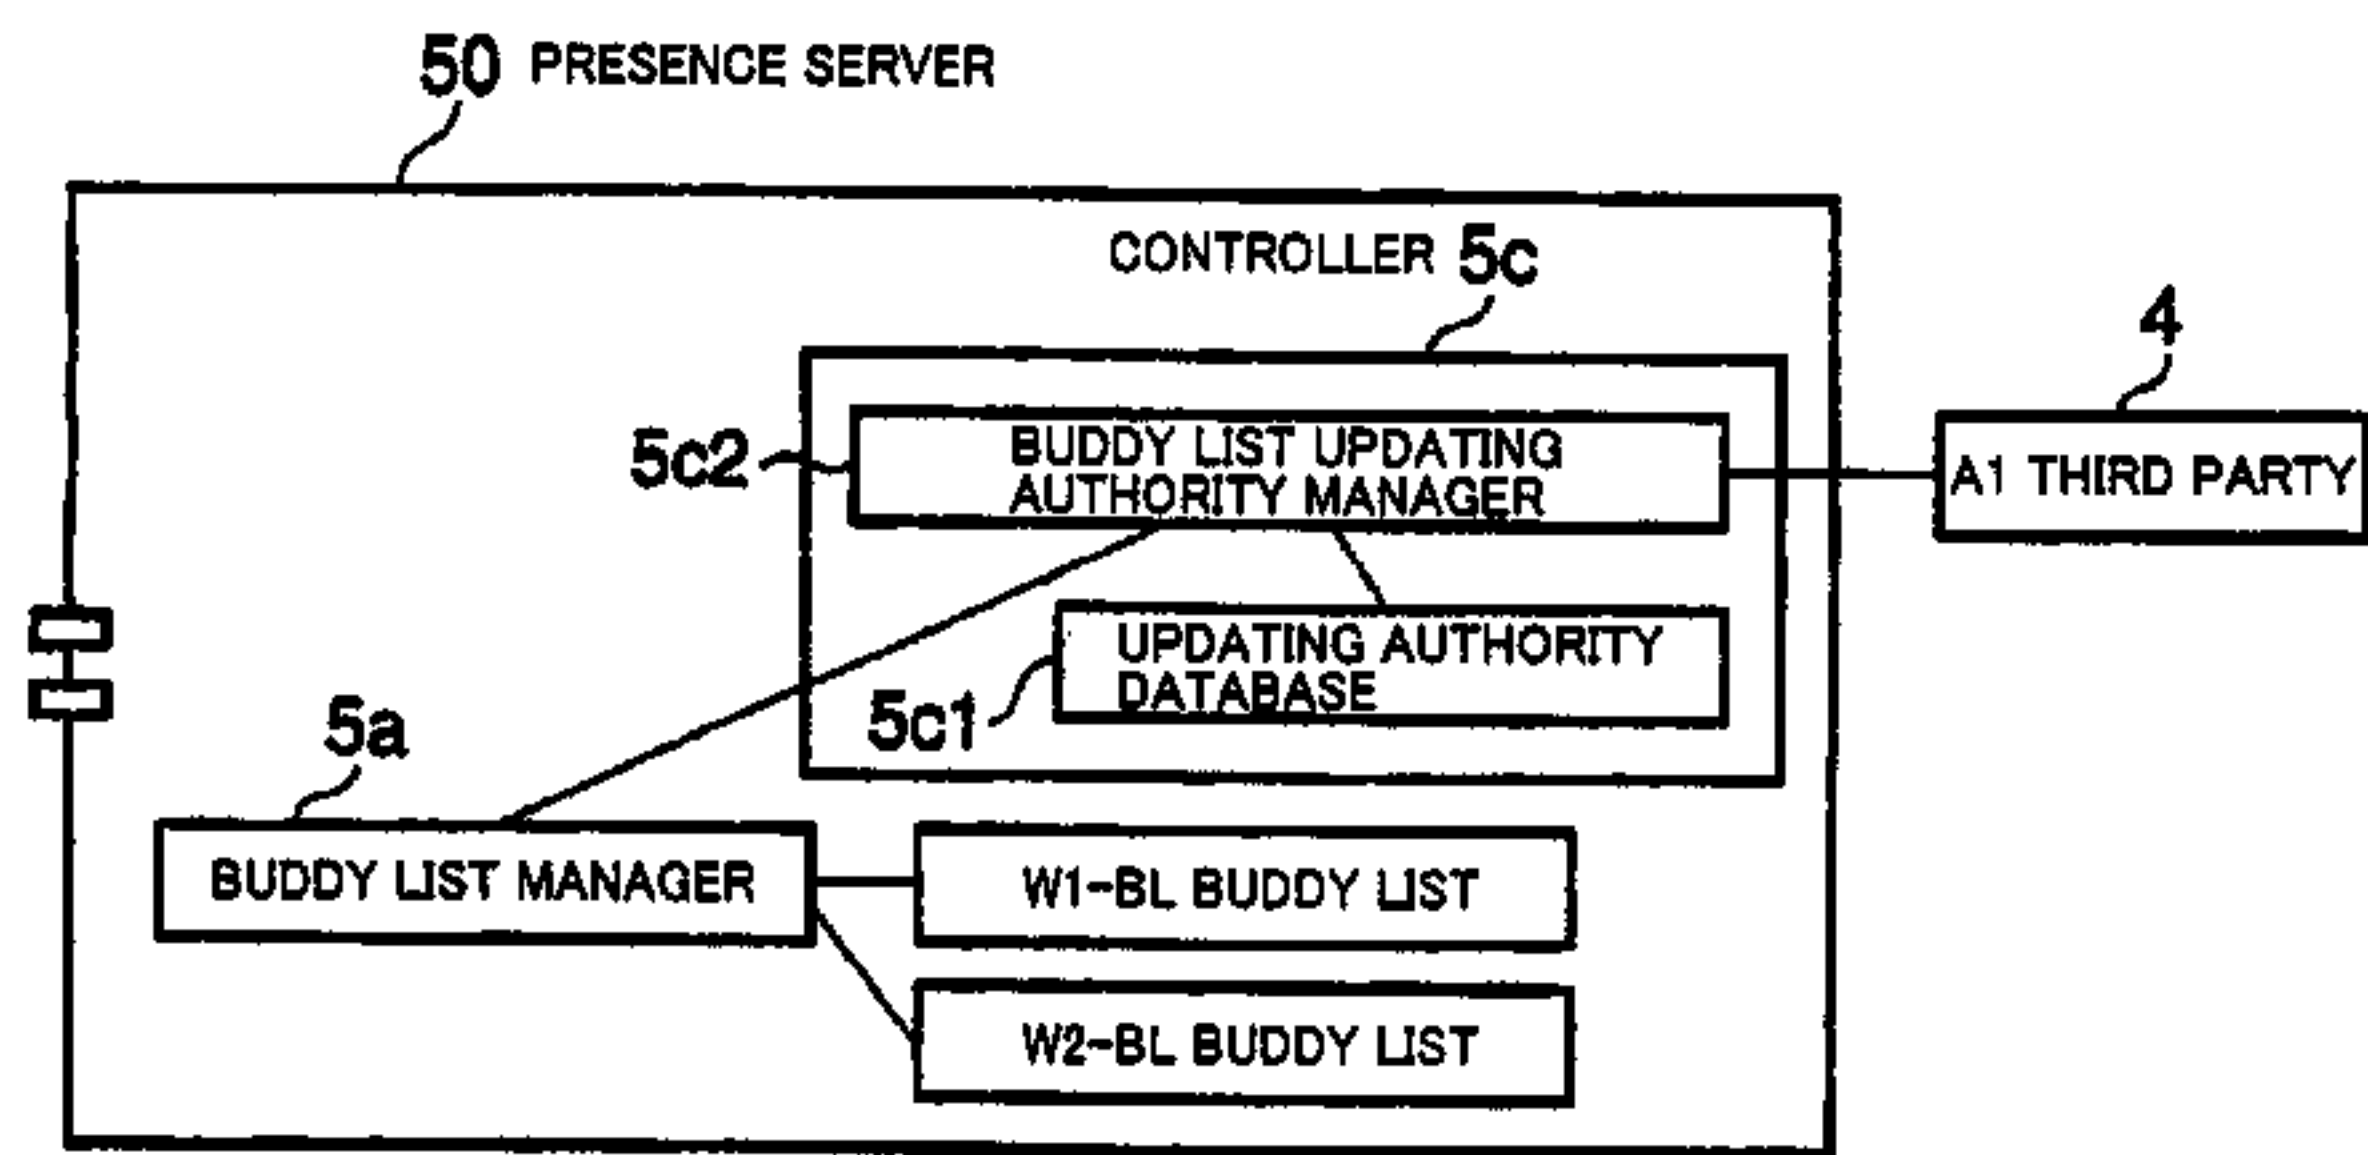 50 PRESENCE SERVER
CONTROLLER 5c
4
5c2
BUDDY LIST UPDATING
AUTHORITY MANAGER
A1 THIRD PARTY
UPDATING AUTHORITY
DATABASE
5c1
5a
BUDDY LIST MANAGER
W1-BL BUDDY LIST
W2-BL BUDDY LIST